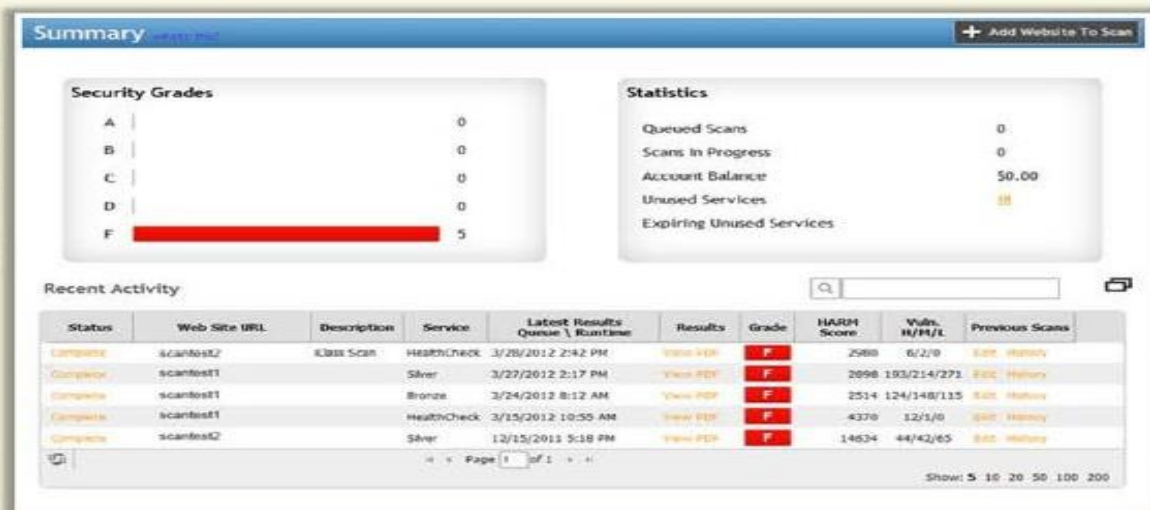 Summary
+ Add Website To Scan
Security Grades
A 0
B 0
C 0
D 0
F 5
Statistics
Queued Scans 0
Scans In Progress 0
Account Balance $0.00
Unused Services
Expiring Unused Services
Recent Activity
Status Web Site URL Description Service Latest Results Queue \ Runtime Results Grade HARM Score Vuln. H/M/L Previous Scans
Complete scantest2 Class Scan HealthCheck 3/28/2012 2:42 PM View PDF F 2980 6/2/0 Edit History
Complete scantest1 Silver 3/27/2012 2:17 PM View PDF F 2898 193/214/271 Edit History
Complete scantest1 Bronze 3/24/2012 8:12 AM View PDF F 2514 124/148/115 Edit History
Complete scantest1 HealthCheck 3/15/2012 10:55 AM View PDF F 4370 12/1/0 Edit History
Complete scantest2 Silver 12/15/2011 5:18 PM View PDF F 14634 44/42/65 Edit History
Page 1 of 1
Show: 5 10 20 50 100 200